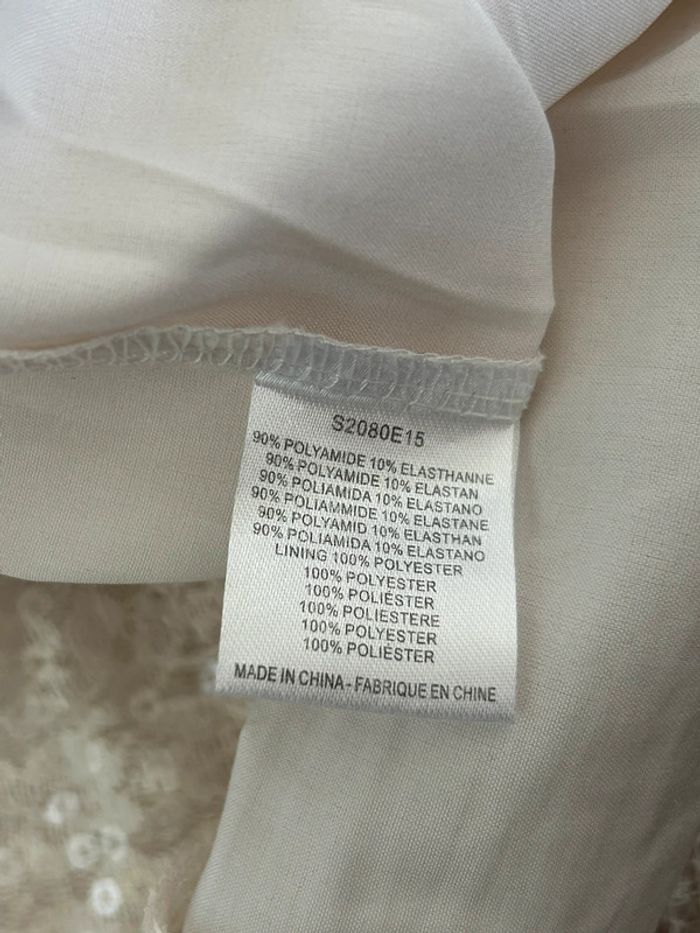 S2080E15
90% POLYAMIDE 10% ELASTHANNE
90% POLYAMIDE 10% ELASTAN
90% POLIAMIDA 10% ELASTANO
90% POLIAMMIDE 10% ELASTANE
90% POLYAMID 10% ELASTHAN
90% POLIAMIDA 10% ELASTANO
LINING 100% POLYESTER
100% POLYESTER
100% POLIÉSTER
100% POLIESTERE
100% POLYESTER
100% POLIÉSTER
MADE IN CHINA - FABRIQUE EN CHINE